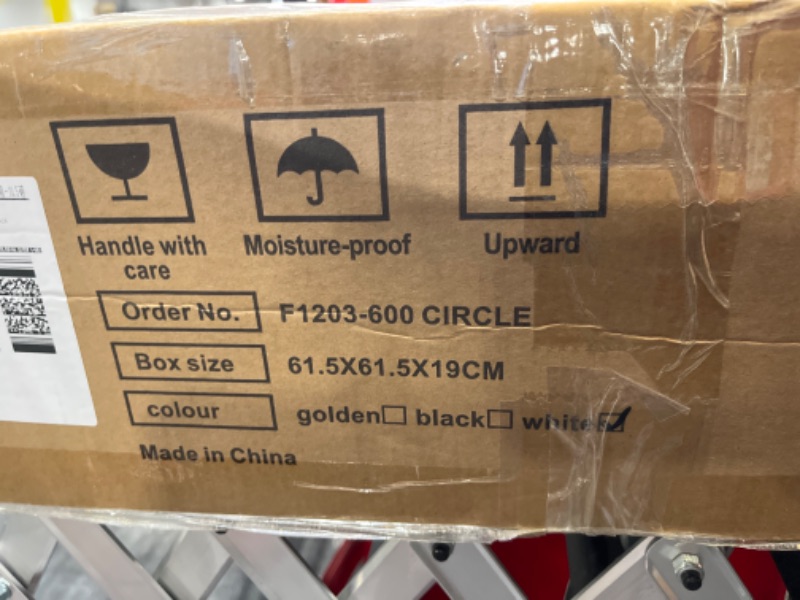 Handle with care
Moisture-proof
Upward
Order No. F1203-600 CIRCLE
Box size 61.5X61.5X19CM
colour golden☐ black☐ white☑
Made in China